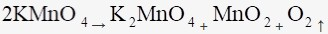 2KMnO₄ → K₂MnO₄ + MnO₂ + O₂ ↑